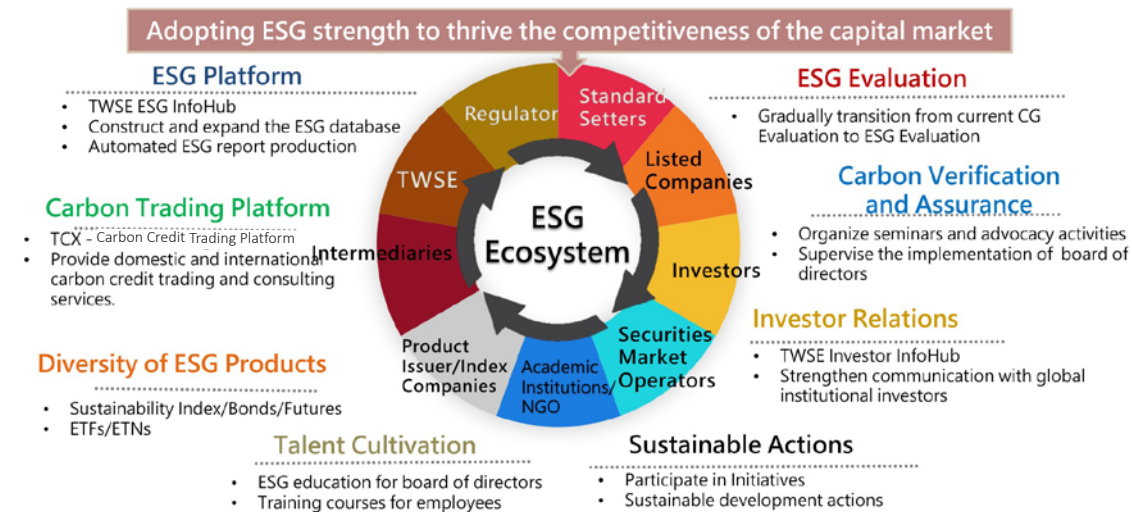 Adopting ESG strength to thrive the competitiveness of the capital market
ESG Platform
• TWSE ESG InfoHub
• Construct and expand the ESG database
• Automated ESG report production
Carbon Trading Platform
• TCX – Carbon Credit Trading Platform
• Provide domestic and international
carbon credit trading and consulting
services.
Diversity of ESG Products
• Sustainability Index/Bonds/Futures
• ETFs/ETNs
Talent Cultivation
• ESG education for board of directors
• Training courses for employees
Regulator
Standard
Setters
Listed
Companies
Investors
Securities
Market
Operators
Academic
Institutions/
NGO
Product
Issuer/Index
Companies
Intermediaries
TWSE
ESG
Ecosystem
ESG Evaluation
• Gradually transition from current CG
Evaluation to ESG Evaluation
Carbon Verification
and Assurance
• Organize seminars and advocacy activities
• Supervise the implementation of board of
directors
Investor Relations
• TWSE Investor InfoHub
• Strengthen communication with global
institutional investors
Sustainable Actions
• Participate in Initiatives
• Sustainable development actions